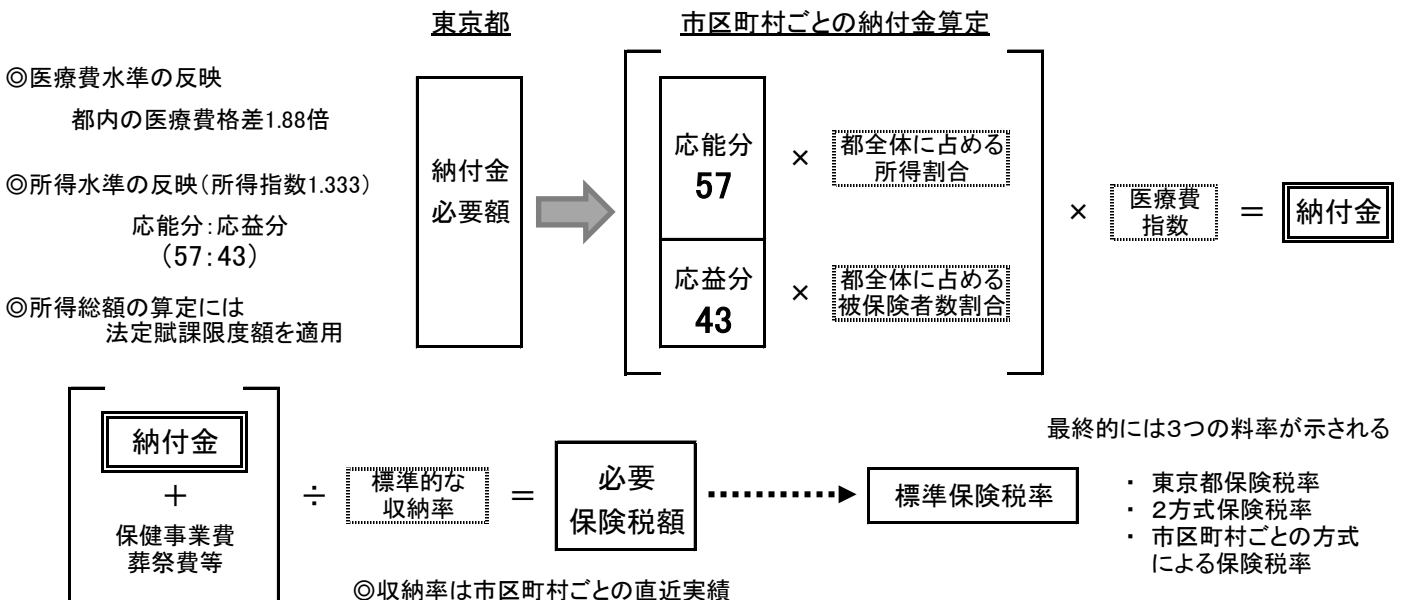 東京都
市区町村ごとの納付金算定
◎医療費水準の反映
都内の医療費格差1.88倍
◎所得水準の反映(所得指数1.333)
応能分:応益分
(57:43)
◎所得総額の算定には
法定賦課限度額を適用
納付金
必要額
応能分
57
×
都全体に占める
所得割合
応益分
43
×
都全体に占める
被保険者数割合
×
医療費
指数
=
納付金
納付金
+
保健事業費
葬祭費等
÷
標準的な
収納率
=
必要
保険税額
標準保険税率
最終的には3つの料率が示される
・ 東京都保険税率
・ 2方式保険税率
・ 市区町村ごとの方式
による保険税率
◎収納率は市区町村ごとの直近実績